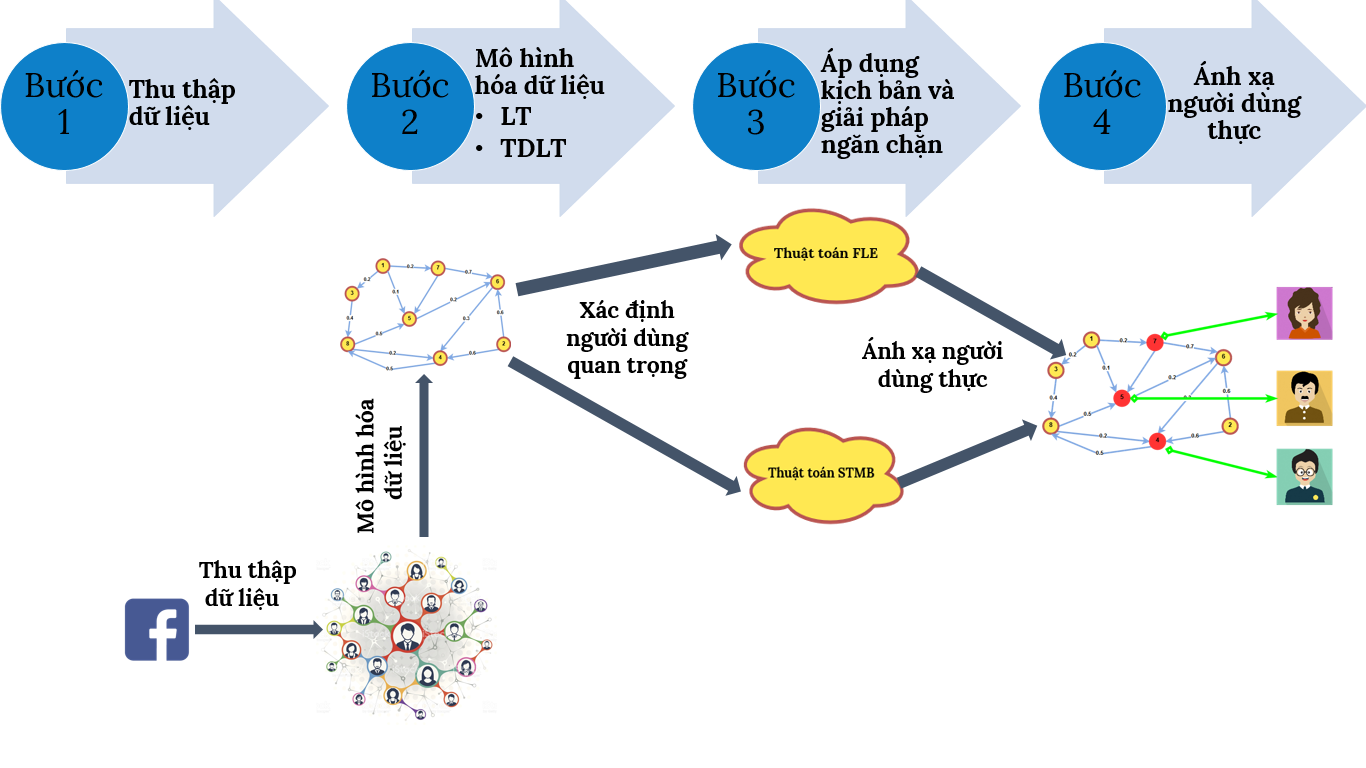 Bước
1
Thu thập
dữ liệu
Bước
2
Mô hình
hóa dữ liệu
• LT
• TDLT
Bước
3
Áp dụng
kịch bản và
giải pháp
ngăn chặn
Bước
4
Ánh xạ
người dùng
thực
Thuật toán FLE
1
0.2
7
0.7
6
0.2
3
0.1
0.2
0.4
5
0.3
0.6
0.5
8
0.2
4
0.6
2
0.5
Xác định
người dùng
quan trọng
Ánh xạ người
dùng thực
1
0.2
7
0.7
6
0.2
3
0.1
0.2
0.4
5
0.6
0.5
8
0.2
4
0.6
2
0.5
Mô hình hóa
dữ liệu
Thuật toán STMB
Thu thập
dữ liệu